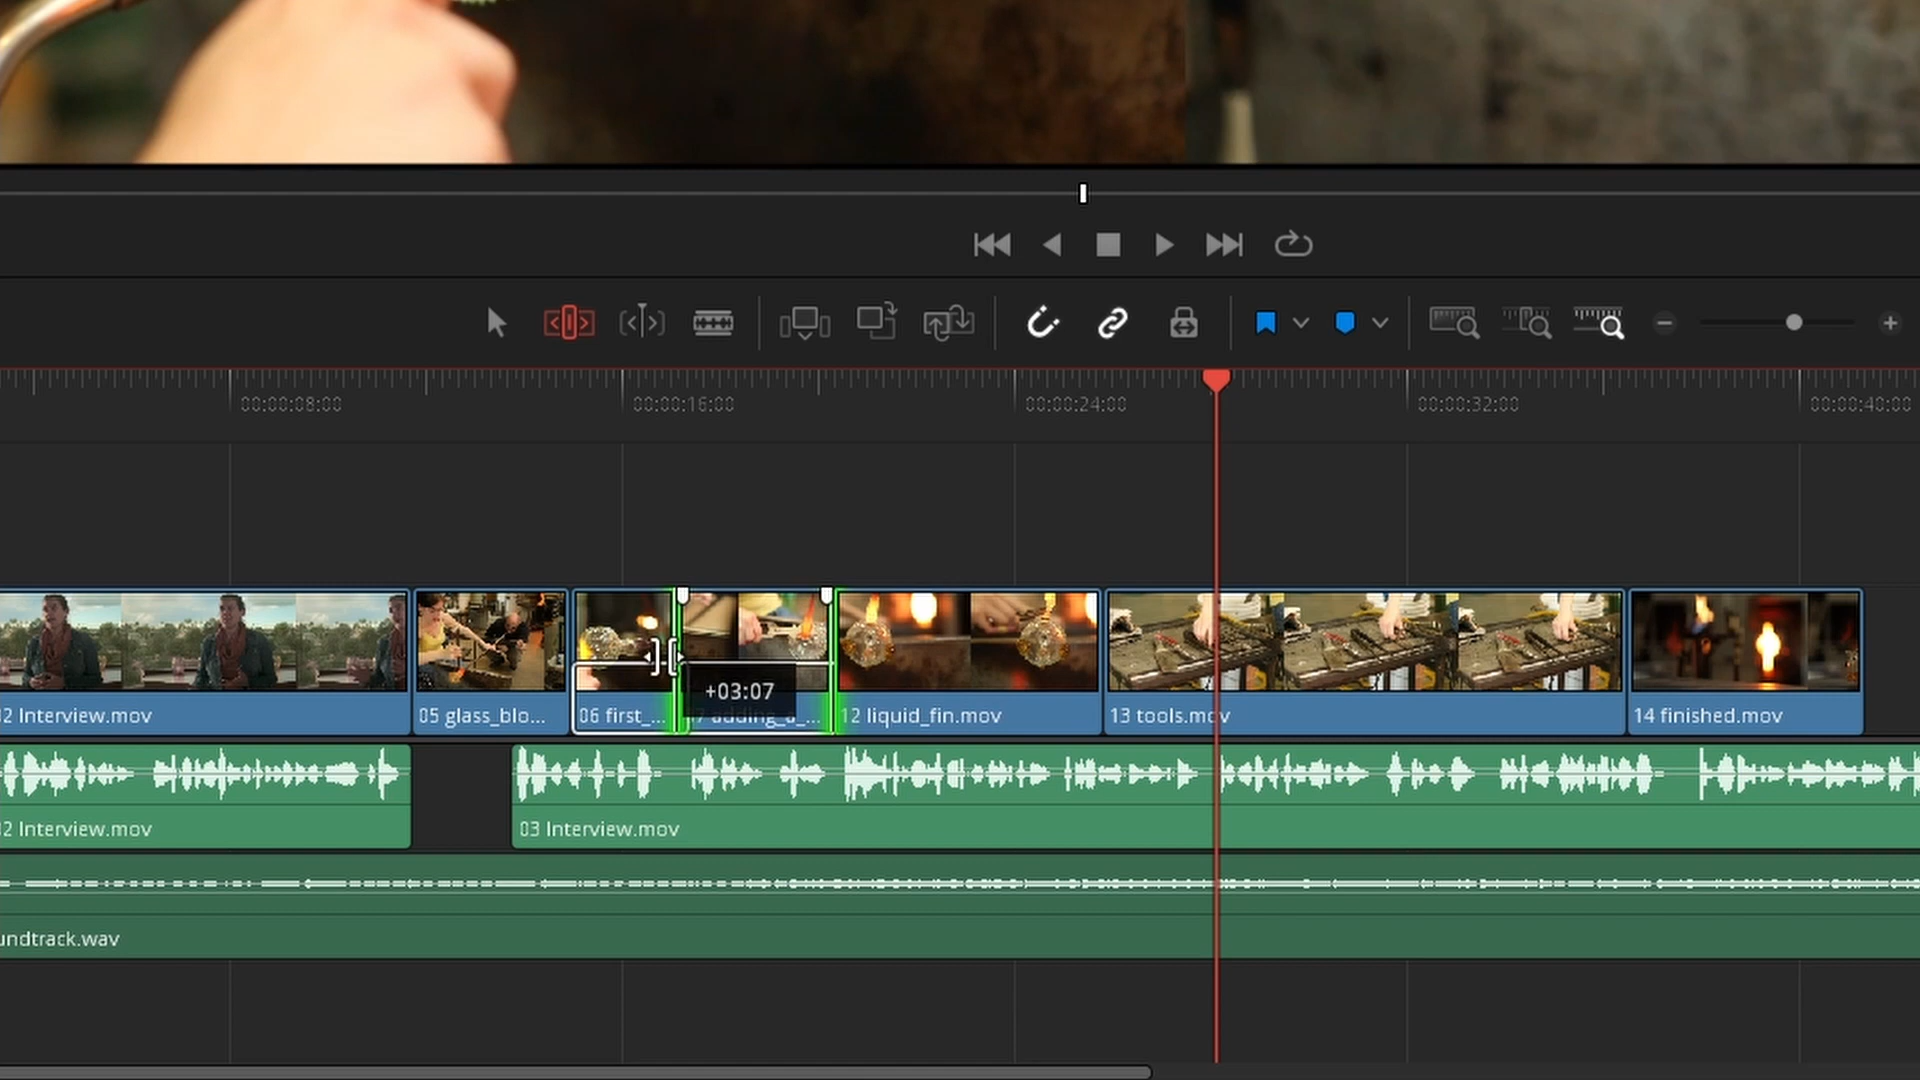 00:00:08:00
00:00:16:00
00:00:24:00
00:00:32:00
00:00:40:00
+03:07
2 Interview.mov
05 glass_blo...
06 first_...
7 adding_a_...
12 liquid_fin.mov
13 tools.mov
14 finished.mov
2 Interview.mov
03 Interview.mov
undtrack.wav